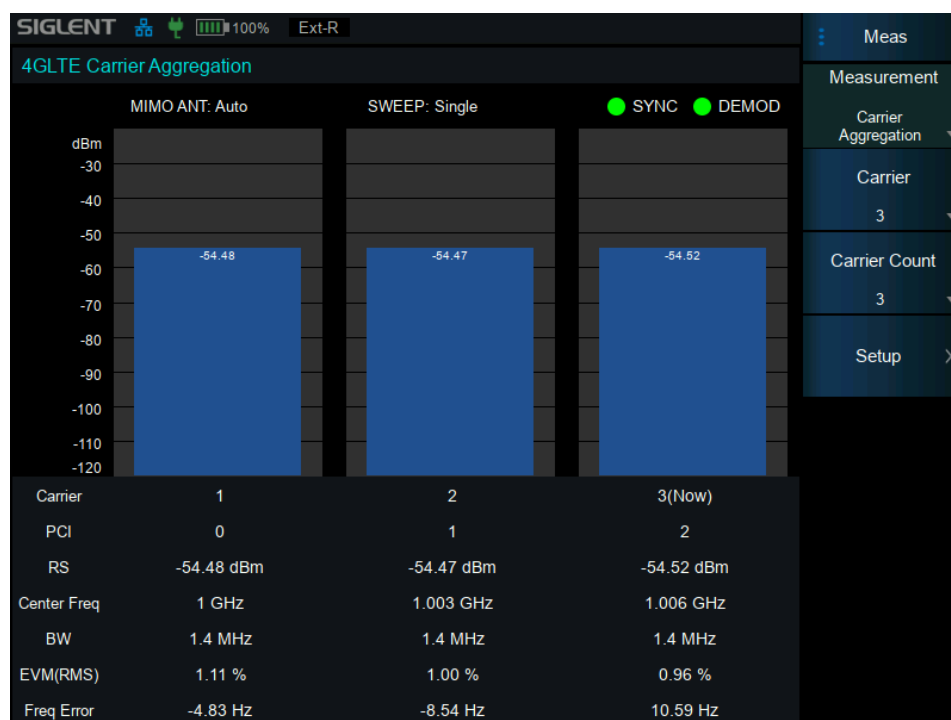 SIGLENT 100% Ext-R
Meas
4GLTE Carrier Aggregation
Measurement
Carrier
Aggregation
MIMO ANT: Auto SWEEP: Single SYNC DEMOD
dBm
-30
-40
-50
-60
-70
-80
-90
-100
-110
-120
-54.48 -54.47 -54.52
Carrier
3
Carrier Count
3
Setup
Carrier 1 2 3(Now)
PCI 0 1 2
RS -54.48 dBm -54.47 dBm -54.52 dBm
Center Freq 1 GHz 1.003 GHz 1.006 GHz
BW 1.4 MHz 1.4 MHz 1.4 MHz
EVM(RMS) 1.11 % 1.00 % 0.96 %
Freq Error -4.83 Hz -8.54 Hz 10.59 Hz